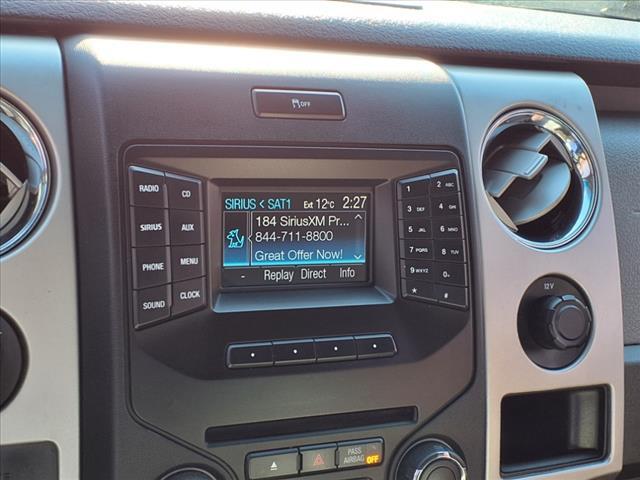 OFF
RADIO
CD
SIRIUS
AUX
PHONE
MENU
SOUND
CLOCK
SIRIUS < SAT1 Ext 12°C 2:27
184 SiriusXM Pr...
844-711-8800
Great Offer Now!
- Replay Direct Info
1 2 ABC
3 DEF 4 GHI
5 JKL 6 MNO
7 PQRS 8 TUV
9 WXYZ 0
* #
12V
PASS
AIRBAG OFF